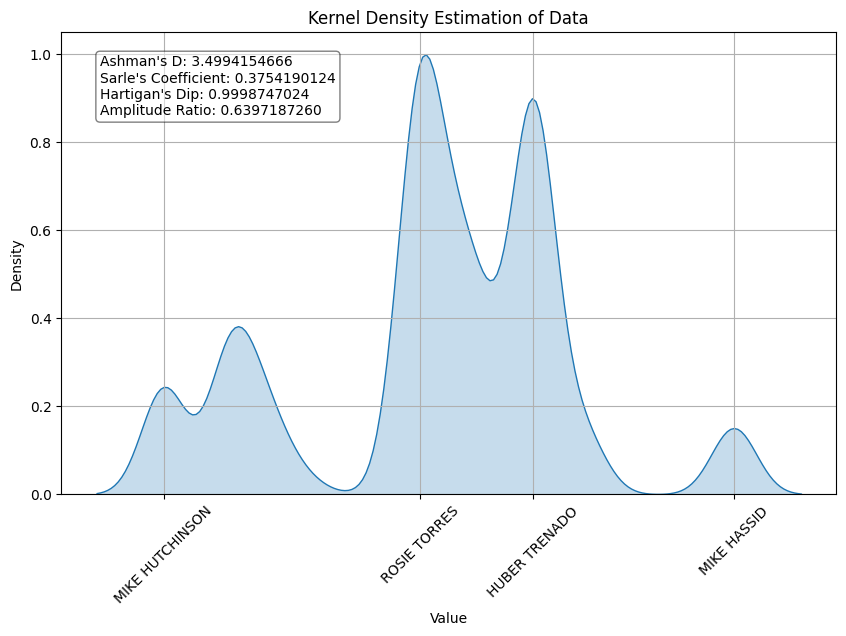 Kernel Density Estimation of Data
Ashman's D: 3.4994154666
Sarle's Coefficient: 0.3754190124
Hartigan's Dip: 0.9998747024
Amplitude Ratio: 0.6397187260
1.0
0.8
0.6
0.4
0.2
0.0
Density
MIKE HUTCHINSON
ROSIE TORRES
HUBER TRENADO
MIKE HASSID
Value